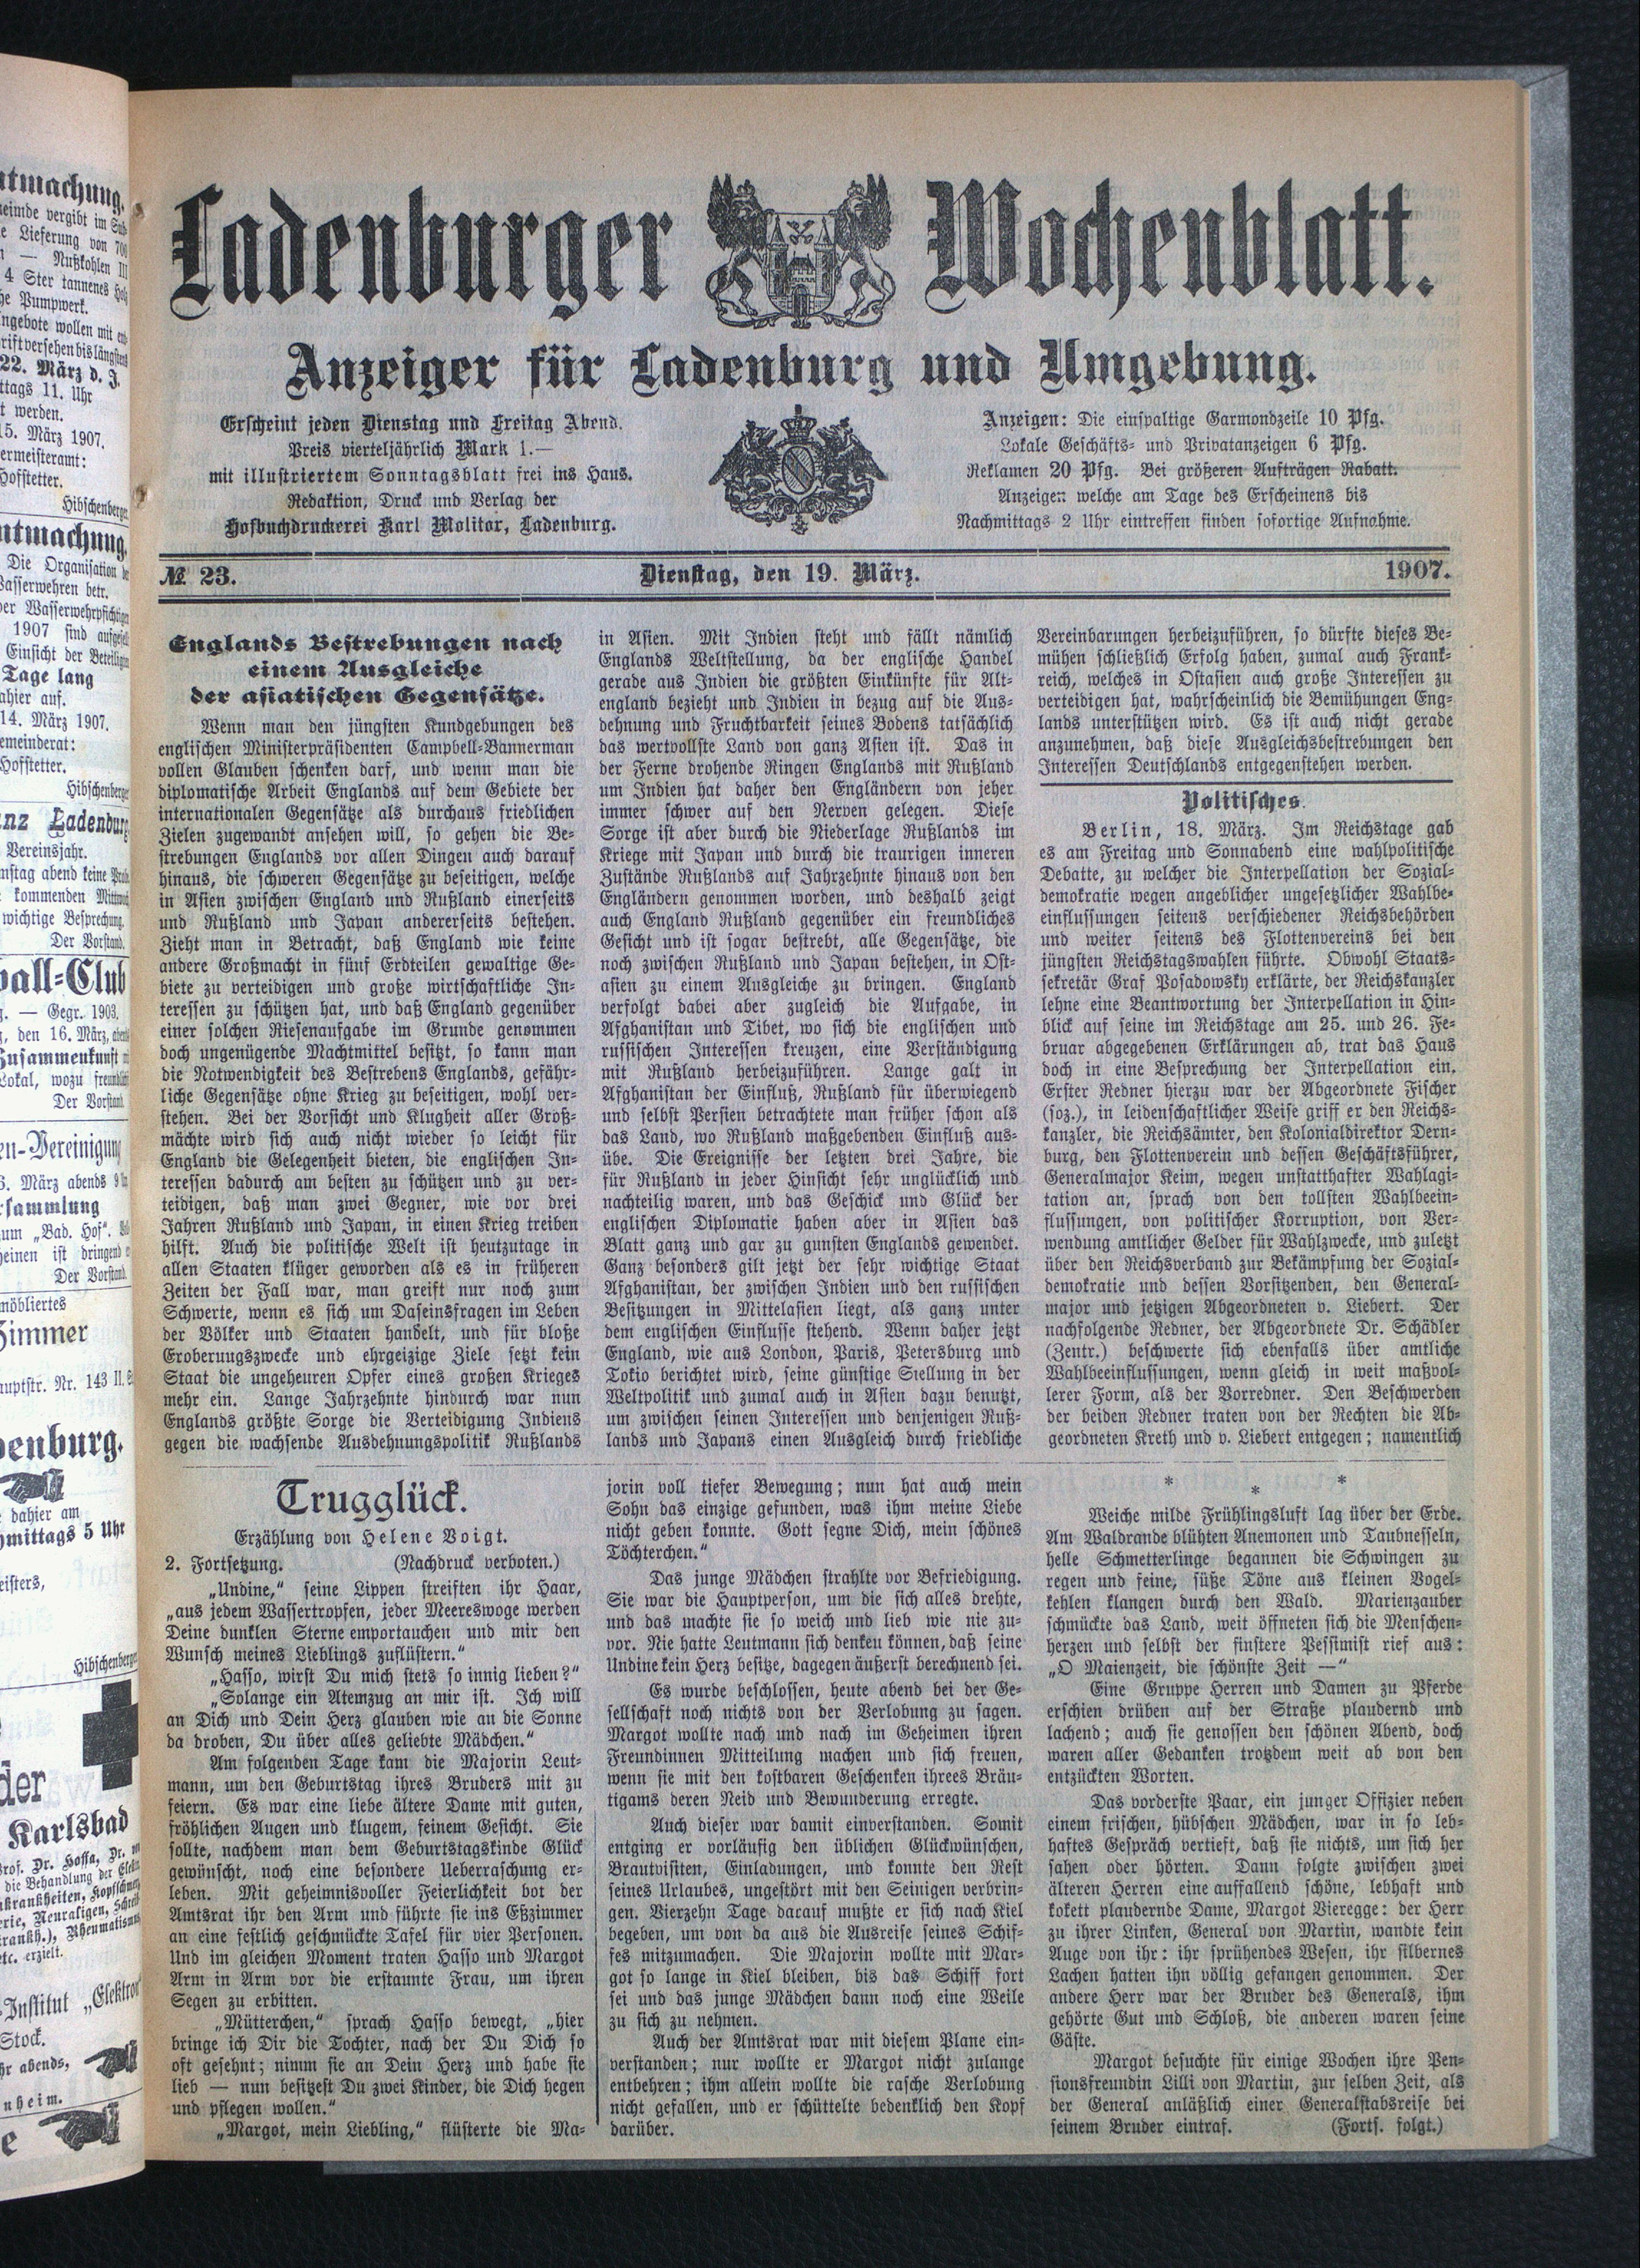 Ladenburger Wochenblatt.
Anzeiger für Ladenburg und Umgebung.
Erscheint jeden Dienstag und Freitag Abend.
Preis vierteljährlich Mark 1.—
mit illustriertem Sonntagsblatt frei ins Haus.
Redaktion, Druck und Verlag der
Hofbuchdruckerei Karl Molitor, Ladenburg.
Anzeigen: Die einspaltige Garmondzeile 10 Pfg.
Lokale Geschäfts- und Privatanzeigen 6 Pfg.
Reklamen 20 Pfg. Bei größeren Aufträgen Rabatt.
Anzeigen welche am Tage des Erscheinens bis
Nachmittags 2 Uhr eintreffen finden sofortige Aufnahme.
№ 23. Dienstag, den 19. März. 1907.
Englands Bestrebungen nach
einem Ausgleiche
der asiatischen Gegensätze.
Wenn man den jüngsten Kundgebungen des
englischen Ministerpräsidenten Campbell-Bannerman
vollen Glauben schenken darf, und wenn man die
diplomatische Arbeit Englands auf dem Gebiete der
internationalen Gegensätze als durchaus friedlichen
Zielen zugewandt ansehen will, so gehen die Be-
strebungen Englands vor allen Dingen auch darauf
hinaus, die schweren Gegensätze zu beseitigen, welche
in Asien zwischen England und Rußland einerseits
und Rußland und Japan andererseits bestehen.
Zieht man in Betracht, daß England wie keine
andere Großmacht in fünf Erdteilen gewaltige Ge-
biete zu verteidigen und große wirtschaftliche In-
teressen zu schützen hat, und daß England gegenüber
einer solchen Riesenaufgabe im Grunde genommen
doch ungenügende Machtmittel besitzt, so kann man
die Notwendigkeit des Bestrebens Englands, gefähr-
liche Gegensätze ohne Krieg zu beseitigen, wohl ver-
stehen. Bei der Vorsicht und Klugheit aller Groß-
mächte wird sich auch nicht wieder so leicht für
England die Gelegenheit bieten, die englischen In-
teressen dadurch am besten zu schützen und zu ver-
teidigen, daß man zwei Gegner, wie vor drei
Jahren Rußland und Japan, in einen Krieg treiben
hilft. Auch die politische Welt ist heutzutage in
allen Staaten klüger geworden als es in früheren
Zeiten der Fall war, man greift nur noch zum
Schwerte, wenn es sich um Daseinsfragen im Leben
der Völker und Staaten handelt, und für bloße
Eroberuugszwecke und ehrgeizige Ziele setzt kein
Staat die ungeheuren Opfer eines großen Krieges
mehr ein. Lange Jahrzehnte hindurch war nun
Englands größte Sorge die Verteidigung Indiens
gegen die wachsende Ausdehnungspolitik Rußlands
in Asien. Mit Indien steht und fällt nämlich
Englands Weltstellung, da der englische Handel
gerade aus Indien die größten Einkünfte für Alt-
england bezieht und Indien in bezug auf die Aus-
dehnung und Fruchtbarkeit seines Bodens tatsächlich
das wertvollste Land von ganz Asien ist. Das in
der Ferne drohende Ringen Englands mit Rußland
um Indien hat daher den Engländern von jeher
immer schwer auf den Nerven gelegen. Diese
Sorge ist aber durch die Niederlage Rußlands im
Kriege mit Japan und durch die traurigen inneren
Zustände Rußlands auf Jahrzehnte hinaus von den
Engländern genommen worden, und deshalb zeigt
auch England Rußland gegenüber ein freundliches
Gesicht und ist sogar bestrebt, alle Gegensätze, die
noch zwischen Rußland und Japan bestehen, in Ost-
asien zu einem Ausgleiche zu bringen. England
verfolgt dabei aber zugleich die Aufgabe, in
Afghanistan und Tibet, wo sich die englischen und
russischen Interessen kreuzen, eine Verständigung
mit Rußland herbeizuführen. Lange galt in
Afghanistan der Einfluß, Rußland für überwiegend
und selbst Persien betrachtete man früher schon als
das Land, wo Rußland maßgebenden Einfluß aus-
übe. Die Ereignisse der letzten drei Jahre, die
für Rußland in jeder Hinsicht sehr unglücklich und
nachteilig waren, und das Geschick und Glück der
englischen Diplomatie haben aber in Asien das
Blatt ganz und gar zu gunsten Englands gewendet.
Ganz besonders gilt jetzt der sehr wichtige Staat
Afghanistan, der zwischen Indien und den russischen
Besitzungen in Mittelasien liegt, als ganz unter
dem englischen Einflusse stehend. Wenn daher jetzt
England, wie aus London, Paris, Petersburg und
Tokio berichtet wird, seine günstige Stellung in der
Weltpolitik und zumal auch in Asien dazu benutzt,
um zwischen seinen Interessen und denjenigen Ruß-
lands und Japans einen Ausgleich durch friedliche
Vereinbarungen herbeizuführen, so dürfte dieses Be-
mühen schließlich Erfolg haben, zumal auch Frank-
reich, welches in Ostasien auch große Interessen zu
verteidigen hat, wahrscheinlich die Bemühungen Eng-
lands unterstützen wird. Es ist auch nicht gerade
anzunehmen, daß diese Ausgleichsbestrebungen den
Interessen Deutschlands entgegenstehen werden.
Politisches.
Berlin, 18. März. Im Reichstage gab
es am Freitag und Sonnabend eine wahlpolitische
Debatte, zu welcher die Interpellation der Sozial-
demokratie wegen angeblicher ungesetzlicher Wahlbe-
einflussungen seitens verschiedener Reichsbehörden
und weiter seitens des Flottenvereins bei den
jüngsten Reichstagswahlen führte. Obwohl Staats-
sekretär Graf Posadowsky erklärte, der Reichskanzler
lehne eine Beantwortung der Interpellation in Hin-
blick auf seine im Reichstage am 25. und 26. Fe-
bruar abgegebenen Erklärungen ab, trat das Haus
doch in eine Besprechung der Interpellation ein.
Erster Redner hierzu war der Abgeordnete Fischer
(soz.), in leidenschaftlicher Weise griff er den Reichs-
kanzler, die Reichsämter, den Kolonialdirektor Dern-
burg, den Flottenverein und dessen Geschäftsführer,
Generalmajor Keim, wegen unstatthafter Wahlagi-
tation an, sprach von den tollsten Wahlbeein-
flussungen, von politischer Korruption, von Ver-
wendung amtlicher Gelder für Wahlzwecke, und zuletzt
über den Reichsverband zur Bekämpfung der Sozial-
demokratie und dessen Vorsitzenden, den General-
major und jetzigen Abgeordneten v. Liebert. Der
nachfolgende Redner, der Abgeordnete Dr. Schädler
(Zentr.) beschwerte sich ebenfalls über amtliche
Wahlbeeinflussungen, wenn gleich in weit maßvol-
lerer Form, als der Vorredner. Den Beschwerden
der beiden Redner traten von der Rechten die Ab-
geordneten Kreth und v. Liebert entgegen; namentlich
Trugglück.
Erzählung von Helene Voigt.
2. Fortsetzung. (Nachdruck verboten.)
„Undine,“ seine Lippen streiften ihr Haar,
„aus jedem Wassertropfen, jeder Meereswoge werden
Deine dunklen Sterne emportauchen und mir den
Wunsch meines Lieblings zuflüstern.“
„Hasso, wirst Du mich stets so innig lieben?“
„Solange ein Atemzug an mir ist. Ich will
an Dich und Dein Herz glauben wie an die Sonne
da droben, Du über alles geliebte Mädchen.“
Am folgenden Tage kam die Majorin Leut-
mann, um den Geburtstag ihres Bruders mit zu
feiern. Es war eine liebe ältere Dame mit guten,
fröhlichen Augen und klugem, feinem Gesicht. Sie
sollte, nachdem man dem Geburtstagskinde Glück
gewünscht, noch eine besondere Ueberraschung er-
leben. Mit geheimnisvoller Feierlichkeit bot der
Amtsrat ihr den Arm und führte sie ins Eßzimmer
an eine festlich geschmückte Tafel für vier Personen.
Und im gleichen Moment traten Hasso und Margot
Arm in Arm vor die erstaunte Frau, um ihren
Segen zu erbitten.
„Mütterchen,“ sprach Hasso bewegt, „hier
bringe ich Dir die Tochter, nach der Du Dich so
oft gesehnt; nimm sie an Dein Herz und habe sie
lieb — nun besitzest Du zwei Kinder, die Dich hegen
und pflegen wollen.“
„Margot, mein Liebling,“ flüsterte die Ma-
jorin voll tiefer Bewegung; nun hat auch mein
Sohn das einzige gefunden, was ihm meine Liebe
nicht geben konnte. Gott segne Dich, mein schönes
Töchterchen.“
Das junge Mädchen strahlte vor Befriedigung.
Sie war die Hauptperson, um die sich alles drehte,
und das machte sie so weich und lieb wie nie zu-
vor. Nie hatte Leutmann sich denken können, daß seine
Undine kein Herz besitze, dagegen äußerst berechnend sei.
Es wurde beschlossen, heute abend bei der Ge-
sellschaft noch nichts von der Verlobung zu sagen.
Margot wollte nach und nach im Geheimen ihren
Freundinnen Mitteilung machen und sich freuen,
wenn sie mit den kostbaren Geschenken ihrees Bräu-
tigams deren Neid und Bewunderung erregte.
Auch dieser war damit einverstanden. Somit
entging er vorläufig den üblichen Glückwünschen,
Brautvisiten, Einladungen, und konnte den Rest
seines Urlaubes, ungestört mit den Seinigen verbrin-
gen. Vierzehn Tage darauf mußte er sich nach Kiel
begeben, um von da aus die Ausreise seines Schif-
fes mitzumachen. Die Majorin wollte mit Mar-
got so lange in Kiel bleiben, bis das Schiff fort
sei und das junge Mädchen dann noch eine Weile
zu sich zu nehmen.
Auch der Amtsrat war mit diesem Plane ein-
verstanden; nur wollte er Margot nicht zulange
entbehren; ihm allein wollte die rasche Verlobung
nicht gefallen, und er schüttelte bedenklich den Kopf
darüber.
* * *
Weiche milde Frühlingsluft lag über der Erde.
Am Waldrande blühten Anemonen und Taubnesseln,
helle Schmetterlinge begannen die Schwingen zu
regen und feine, süße Töne aus kleinen Vogel-
kehlen klangen durch den Wald. Marienzauber
schmückte das Land, weit öffneten sich die Menschen-
herzen und selbst der finstere Pessimist rief aus:
„O Maienzeit, die schönste Zeit —“
Eine Gruppe Herren und Damen zu Pferde
erschien drüben auf der Straße plaudernd und
lachend; auch sie genossen den schönen Abend, doch
waren aller Gedanken trotzdem weit ab von den
entzückten Worten.
Das vorderste Paar, ein junger Offizier neben
einem frischen, hübschen Mädchen, war in so leb-
haftes Gespräch vertieft, daß sie nichts, um sich her
sahen oder hörten. Dann folgte zwischen zwei
älteren Herren eine auffallend schöne, lebhaft und
kokett plaudernde Dame, Margot Vieregge: der Herr
zu ihrer Linken, General von Martin, wandte kein
Auge von ihr: ihr sprühendes Wesen, ihr silbernes
Lachen hatten ihn völlig gefangen genommen. Der
andere Herr war der Bruder des Generals, ihm
gehörte Gut und Schloß, die anderen waren seine
Gäste.
Margot besuchte für einige Wochen ihre Pen-
sionsfreundin Lilli von Martin, zur selben Zeit, als
der General anläßlich einer Generalstabsreise bei
seinem Bruder eintraf. (Forts. folgt.)